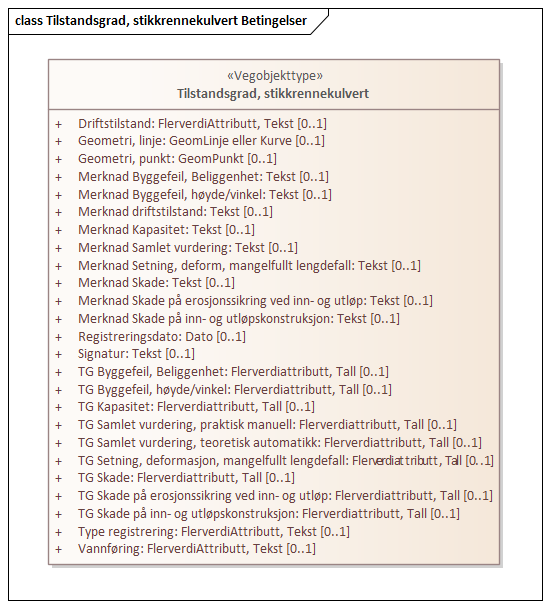 class Tilstandsgrad, stikkrennekulvert Betingelser
«Vegobjekttype»
Tilstandsgrad, stikkrennekulvert
+ Driftstilstand: FlerverdiAttributt, Tekst [0..1]
+ Geometri, linje: GeomLinje eller Kurve [0..1]
+ Geometri, punkt: GeomPunkt [0..1]
+ Merknad Byggefeil, Beliggenhet: Tekst [0..1]
+ Merknad Byggefeil, høyde/vinkel: Tekst [0..1]
+ Merknad driftstilstand: Tekst [0..1]
+ Merknad Kapasitet: Tekst [0..1]
+ Merknad Samlet vurdering: Tekst [0..1]
+ Merknad Setning, deform, mangelfullt lengdefall: Tekst [0..1]
+ Merknad Skade: Tekst [0..1]
+ Merknad Skade på erosjonssikring ved inn- og utløp: Tekst [0..1]
+ Merknad Skade på inn- og utløpskonstruksjon: Tekst [0..1]
+ Registreringsdato: Dato [0..1]
+ Signatur: Tekst [0..1]
+ TG Byggefeil, Beliggenhet: Flerverdiattributt, Tall [0..1]
+ TG Byggefeil, høyde/vinkel: Flerverdiattributt, Tall [0..1]
+ TG Kapasitet: Flerverdiattributt, Tall [0..1]
+ TG Samlet vurdering, praktisk manuell: Flerverdiattributt, Tall [0..1]
+ TG Samlet vurdering, teoretisk automatikk: Flerverdiattributt, Tall [0..1]
+ TG Setning, deformasjon, mangelfullt lengdefall: Flerverdiattributt, Tall [0..1]
+ TG Skade: Flerverdiattributt, Tall [0..1]
+ TG Skade på erosjonssikring ved inn- og utløp: Flerverdiattributt, Tall [0..1]
+ TG Skade på inn- og utløpskonstruksjon: Flerverdiattributt, Tall [0..1]
+ Type registrering: FlerverdiAttributt, Tekst [0..1]
+ Vannføring: FlerverdiAttributt, Tekst [0..1]